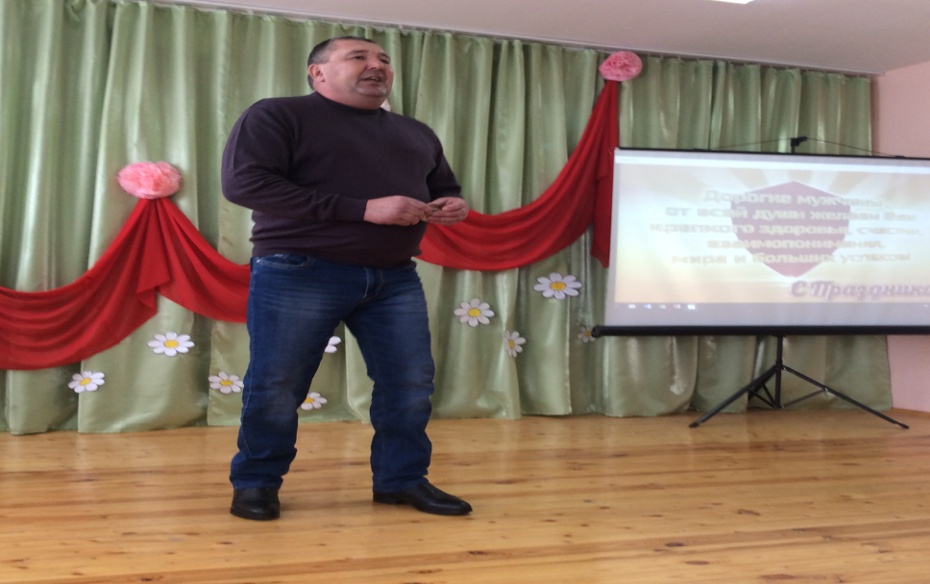 Дорогие мужчины,
от всей души желаем Вам
крепкого здоровья, счастья,
взаимопонимания,
мира и больших успехов
С Праздником